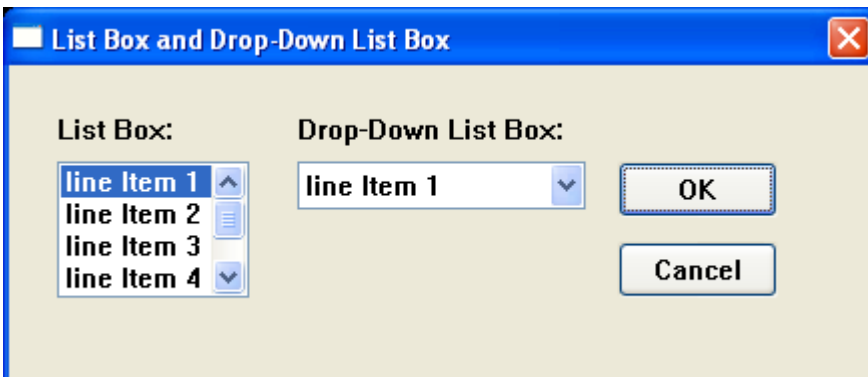 List Box and Drop-Down List Box
List Box:
Drop-Down List Box:
line Item 1
line Item 2
line Item 3
line Item 4
line Item 1
OK
Cancel